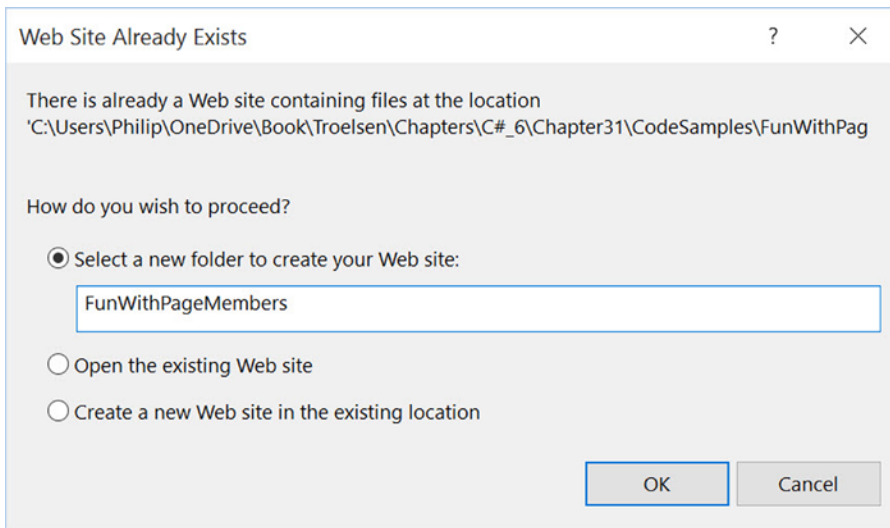 Web Site Already Exists
?
There is already a Web site containing files at the location
'C:\Users\Philip\OneDrive\Book\Troelsen\Chapters\C#_6\Chapter31\CodeSamples\FunWithPag
How do you wish to proceed?
Select a new folder to create your Web site:
FunWithPageMembers
Open the existing Web site
Create a new Web site in the existing location
OK
Cancel